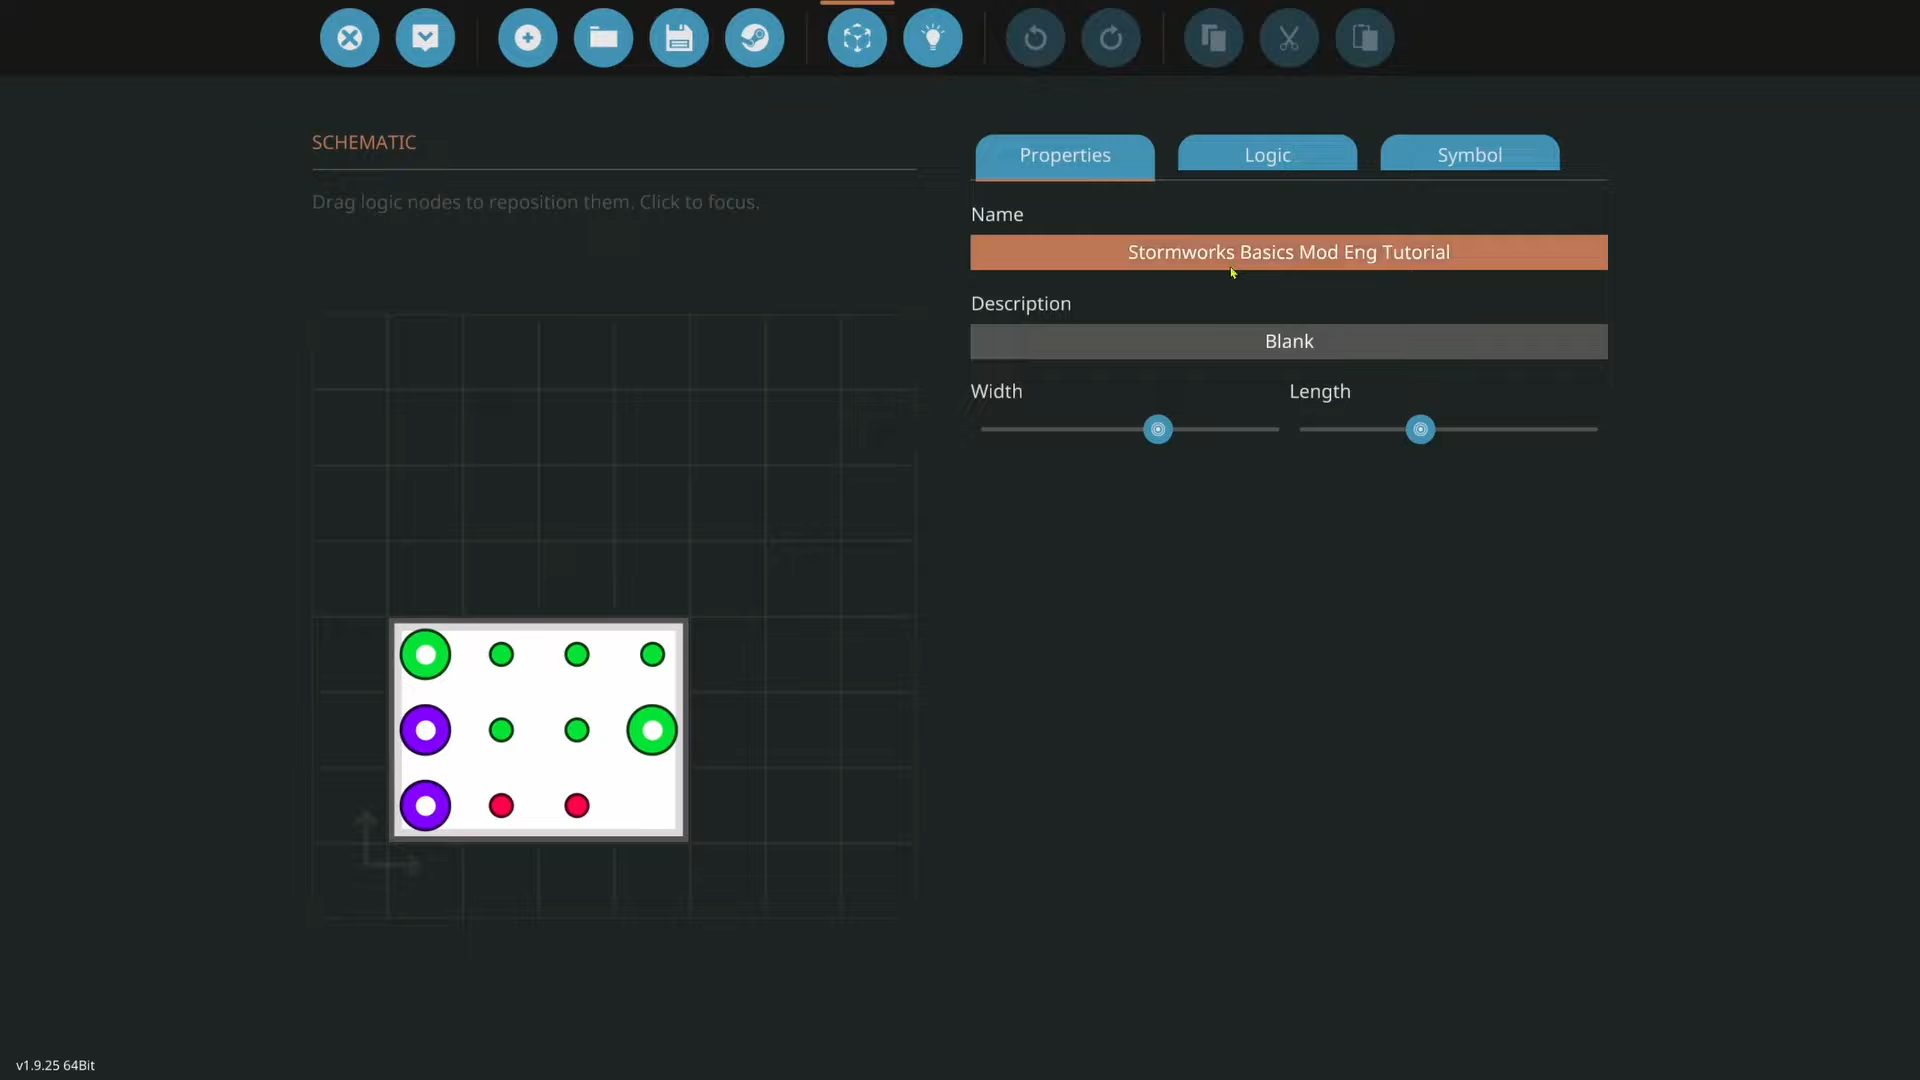 SCHEMATIC
Drag logic nodes to reposition them. Click to focus.
Properties
Logic
Symbol
Name
Stormworks Basics Mod Eng Tutorial
Description
Blank
Width
Length
v1.9.25 64Bit